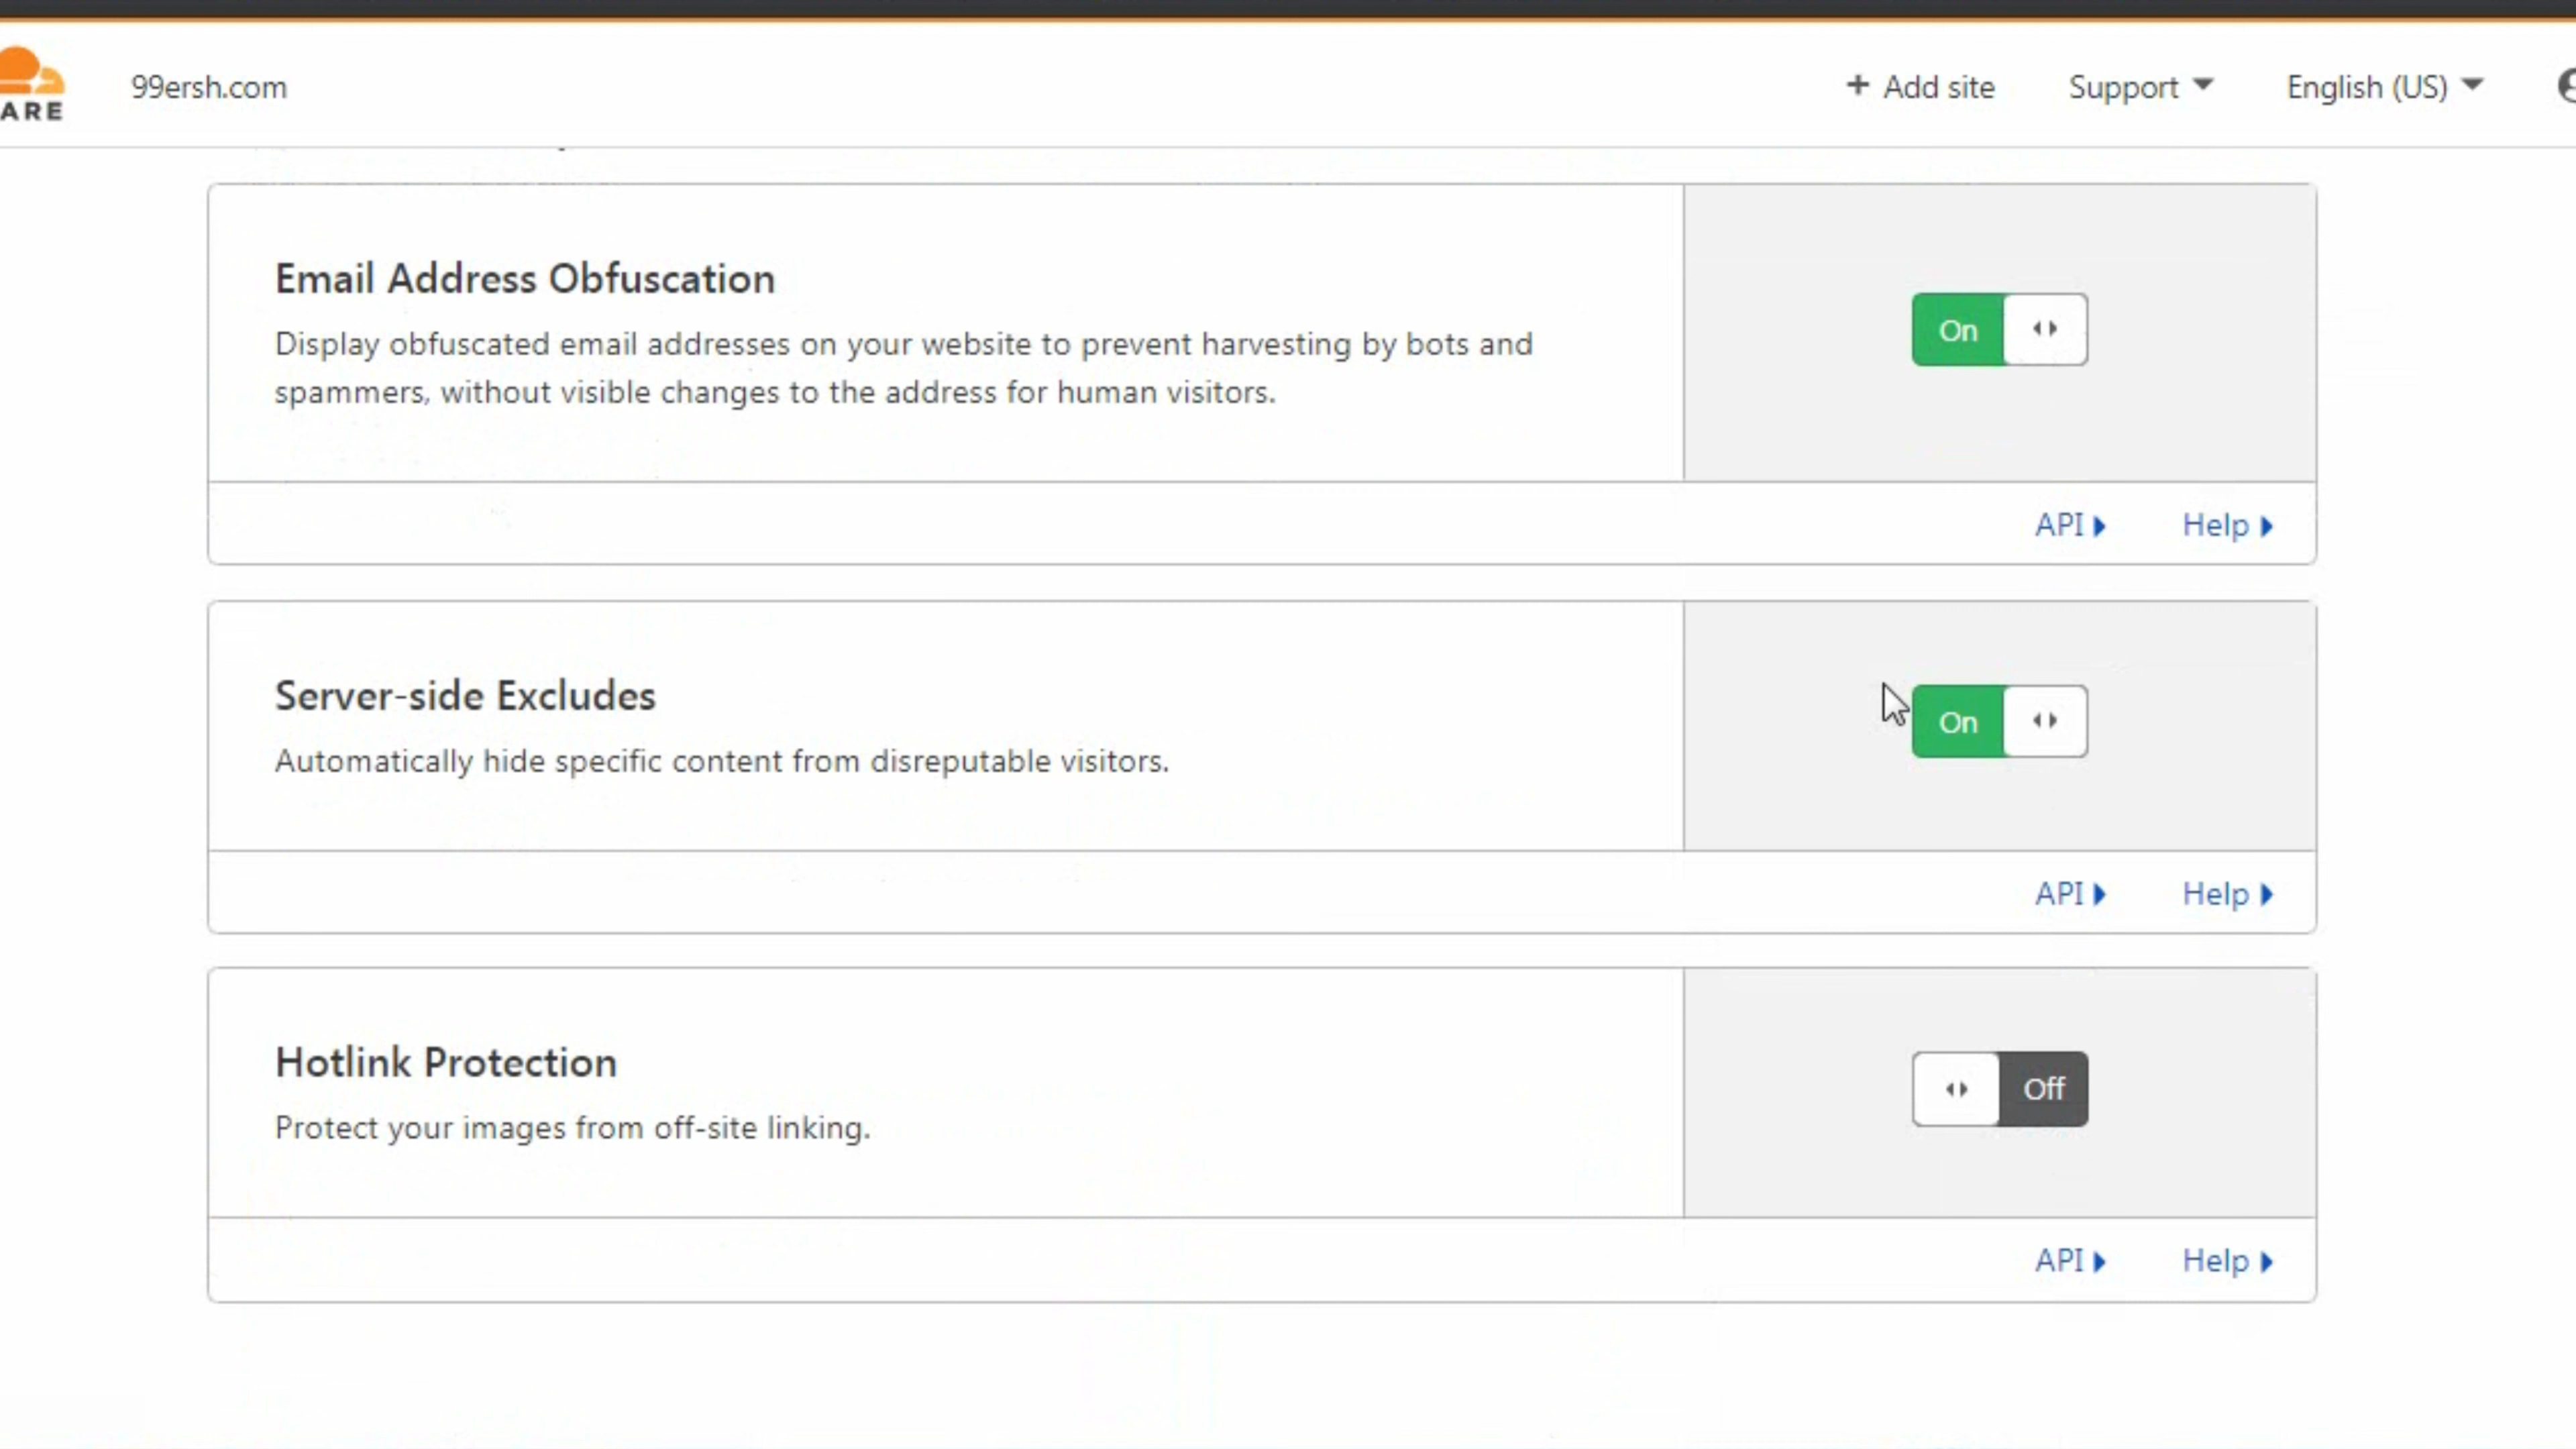 ARE
99ersh.com
+ Add site
Support
English (US)
Email Address Obfuscation
Display obfuscated email addresses on your website to prevent harvesting by bots and
spammers, without visible changes to the address for human visitors.
On
API
Help
Server-side Excludes
Automatically hide specific content from disreputable visitors.
On
API
Help
Hotlink Protection
Protect your images from off-site linking.
Off
API
Help